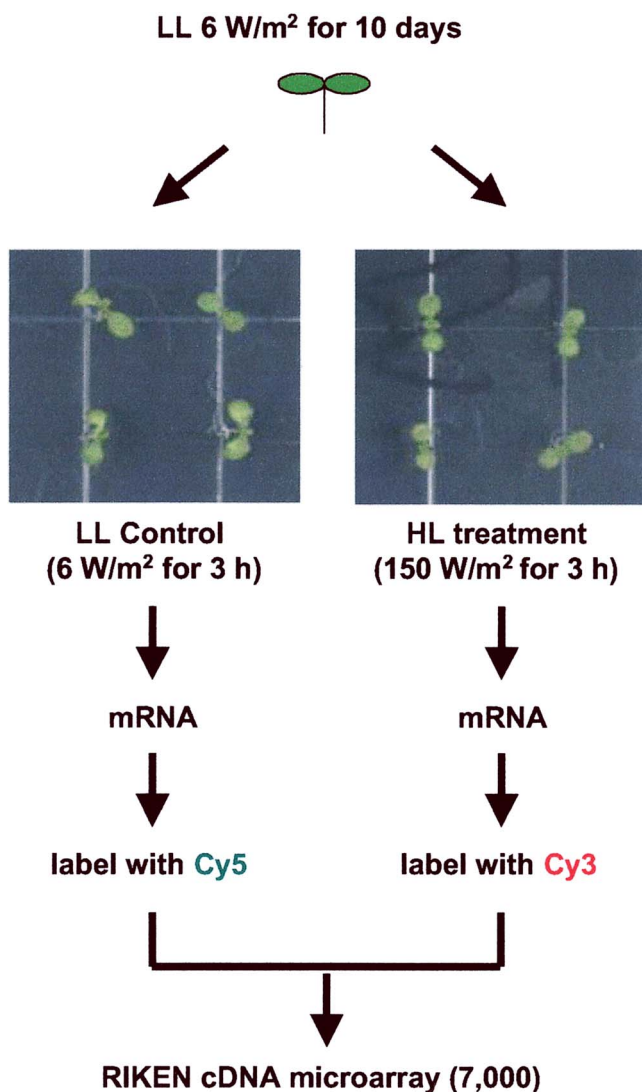 LL 6 W/m² for 10 days
LL Control
(6 W/m² for 3 h)
HL treatment
(150 W/m² for 3 h)
mRNA
mRNA
label with Cy5
label with Cy3
RIKEN cDNA microarray (7,000)